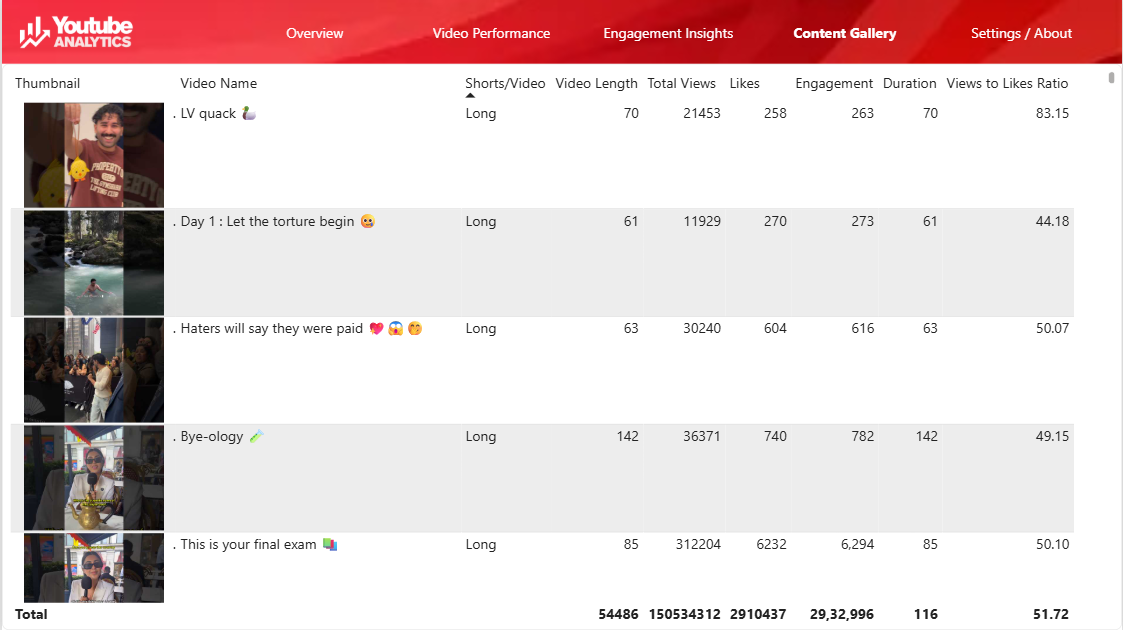 Youtube
ANALYTICS
Overview Video Performance Engagement Insights Content Gallery Settings / About
Thumbnail Video Name Shorts/Video Video Length Total Views Likes Engagement Duration Views to Likes Ratio
. LV quack 🦆 Long 70 21453 258 263 70 83.15
PROPERTY
LIFTING CLUB
. Day 1 : Let the torture begin 😬 Long 61 11929 270 273 61 44.18
. Haters will say they were paid 💖 😱 🤭 Long 63 30240 604 616 63 50.07
. Bye-ology 🧪 Long 142 36371 740 782 142 49.15
. This is your final exam 📚 Long 85 312204 6232 6,294 85 50.10
Total 54486 150534312 2910437 29,32,996 116 51.72